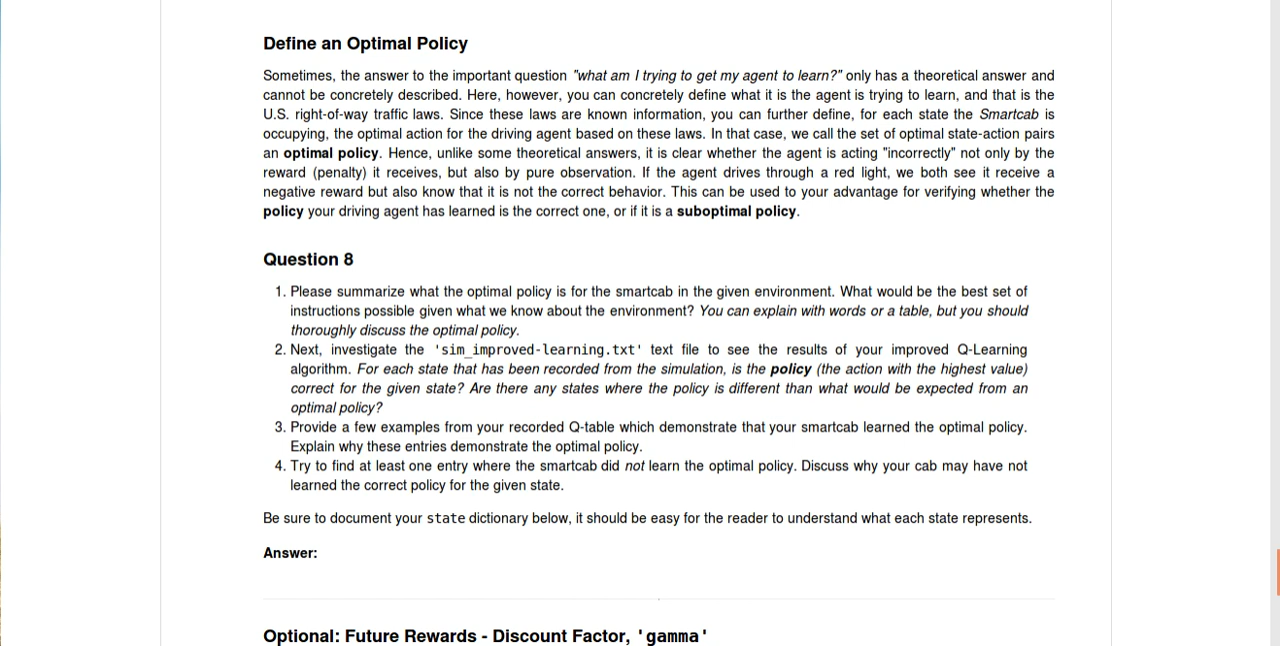 Define an Optimal Policy
Sometimes, the answer to the important question "what am I trying to get my agent to learn?" only has a theoretical answer and
cannot be concretely described. Here, however, you can concretely define what it is the agent is trying to learn, and that is the
U.S. right-of-way traffic laws. Since these laws are known information, you can further define, for each state the Smartcab is
occupying, the optimal action for the driving agent based on these laws. In that case, we call the set of optimal state-action pairs
an optimal policy. Hence, unlike some theoretical answers, it is clear whether the agent is acting "incorrectly" not only by the
reward (penalty) it receives, but also by pure observation. If the agent drives through a red light, we both see it receive a
negative reward but also know that it is not the correct behavior. This can be used to your advantage for verifying whether the
policy your driving agent has learned is the correct one, or if it is a suboptimal policy.
Question 8
1. Please summarize what the optimal policy is for the smartcab in the given environment. What would be the best set of
instructions possible given what we know about the environment? You can explain with words or a table, but you should
thoroughly discuss the optimal policy.
2. Next, investigate the 'sim_improved-learning.txt' text file to see the results of your improved Q-Learning
algorithm. For each state that has been recorded from the simulation, is the policy (the action with the highest value)
correct for the given state? Are there any states where the policy is different than what would be expected from an
optimal policy?
3. Provide a few examples from your recorded Q-table which demonstrate that your smartcab learned the optimal policy.
Explain why these entries demonstrate the optimal policy.
4. Try to find at least one entry where the smartcab did not learn the optimal policy. Discuss why your cab may have not
learned the correct policy for the given state.
Be sure to document your state dictionary below, it should be easy for the reader to understand what each state represents.
Answer:
Optional: Future Rewards - Discount Factor, 'gamma'